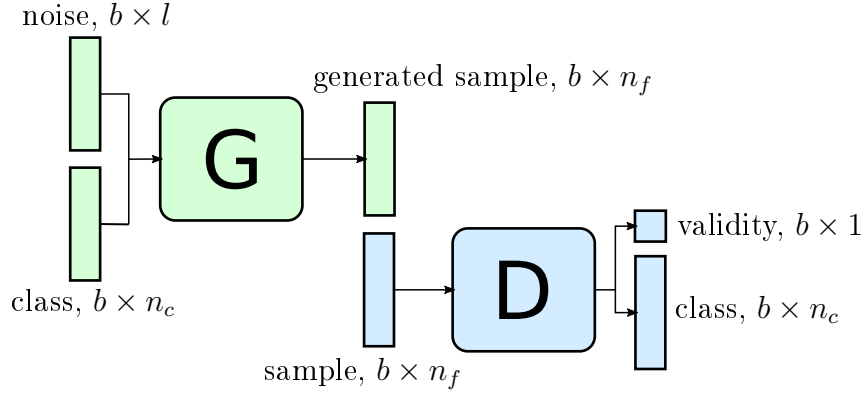 noise, b × l
generated sample, b × n_f
G
validity, b × 1
D
class, b × n_c
class, b × n_c
sample, b × n_f